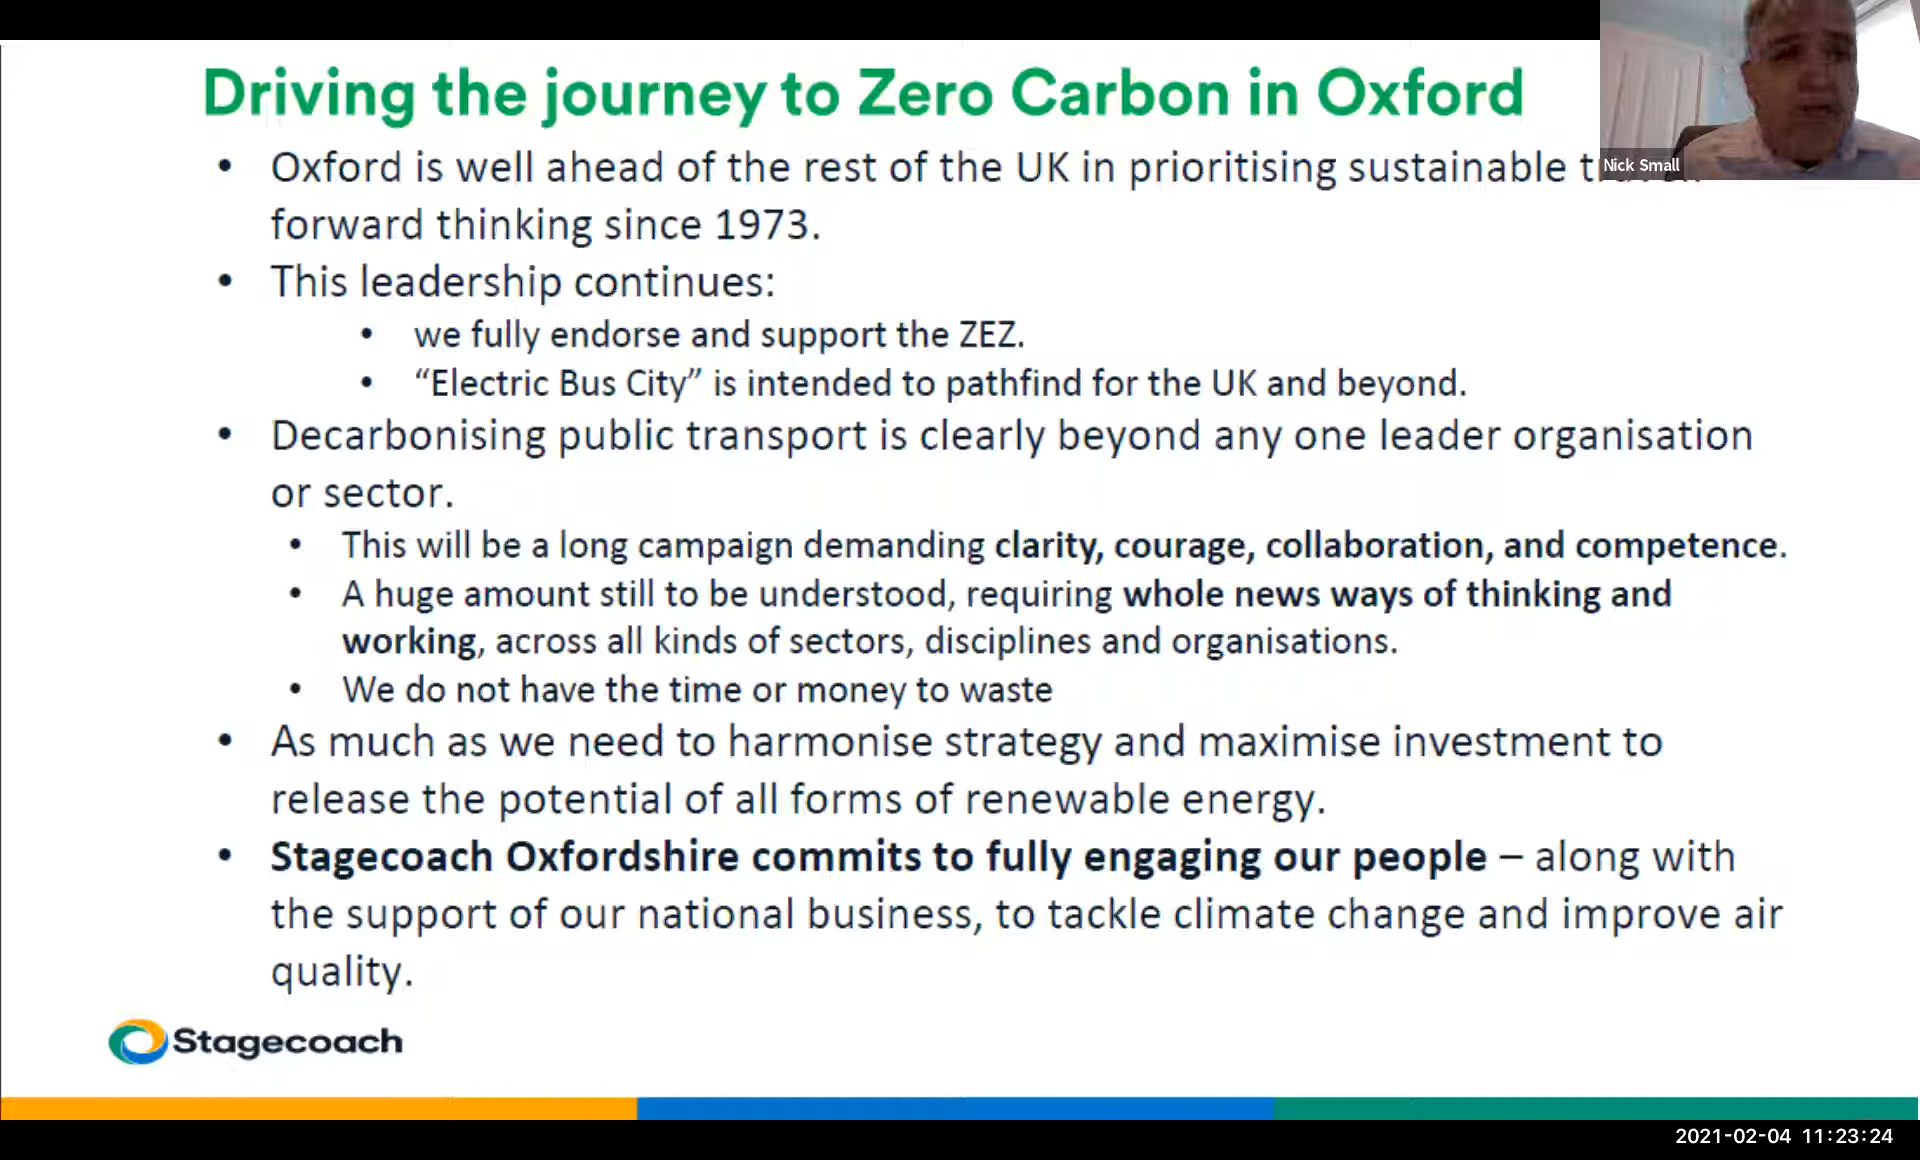 Driving the journey to Zero Carbon in Oxford
Nick Small
• Oxford is well ahead of the rest of the UK in prioritising sustainable
forward thinking since 1973.
• This leadership continues:
• we fully endorse and support the ZEZ.
• “Electric Bus City” is intended to pathfind for the UK and beyond.
• Decarbonising public transport is clearly beyond any one leader organisation
or sector.
• This will be a long campaign demanding clarity, courage, collaboration, and competence.
• A huge amount still to be understood, requiring whole news ways of thinking and
working, across all kinds of sectors, disciplines and organisations.
• We do not have the time or money to waste
• As much as we need to harmonise strategy and maximise investment to
release the potential of all forms of renewable energy.
• Stagecoach Oxfordshire commits to fully engaging our people – along with
the support of our national business, to tackle climate change and improve air
quality.
Stagecoach
2021-02-04 11:23:24